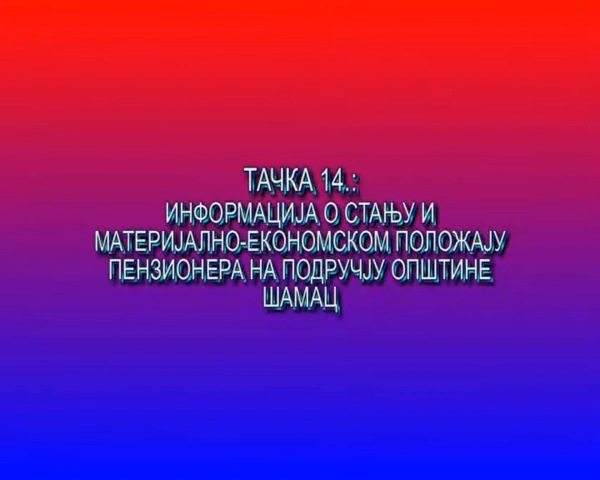 ТАЧКА 14.:
ИНФОРМАЦИЈА О СТАЊУ И
МАТЕРИЈАЛНО-ЕКОНОМСКОМ ПОЛОЖАЈУ
ПЕНЗИОНЕРА НА ПОДРУЧЈУ ОПШТИНЕ
ШАМАЦ